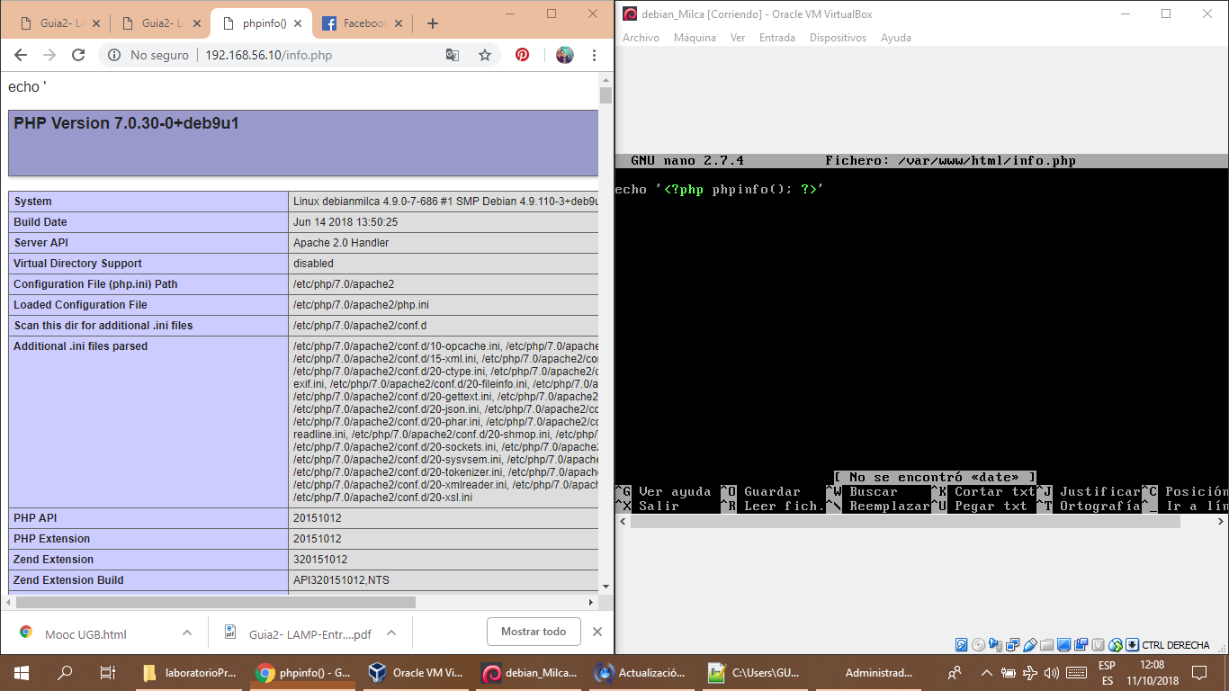 Guia2- LA
Guia2- LA
phpinfo()
Facebook
No seguro
192.168.56.10/info.php
echo '
PHP Version 7.0.30-0+deb9u1
System Linux debianmilca 4.9.0-7-686 #1 SMP Debian 4.9.110-3+deb9u
Build Date Jun 14 2018 13:50:25
Server API Apache 2.0 Handler
Virtual Directory Support disabled
Configuration File (php.ini) Path /etc/php/7.0/apache2
Loaded Configuration File /etc/php/7.0/apache2/php.ini
Scan this dir for additional .ini files /etc/php/7.0/apache2/conf.d
Additional .ini files parsed /etc/php/7.0/apache2/conf.d/10-opcache.ini, /etc/php/7.0/apache
/etc/php/7.0/apache2/conf.d/15-xml.ini, /etc/php/7.0/apache2/co
/etc/php/7.0/apache2/conf.d/20-ctype.ini, /etc/php/7.0/apache2/c
exif.ini, /etc/php/7.0/apache2/conf.d/20-fileinfo.ini, /etc/php/7.0/a
/etc/php/7.0/apache2/conf.d/20-gettext.ini, /etc/php/7.0/apache2
/etc/php/7.0/apache2/conf.d/20-json.ini, /etc/php/7.0/apache2/co
/etc/php/7.0/apache2/conf.d/20-phar.ini, /etc/php/7.0/apache2/co
readline.ini, /etc/php/7.0/apache2/conf.d/20-shmop.ini, /etc/php/7
/etc/php/7.0/apache2/conf.d/20-sockets.ini, /etc/php/7.0/apache2
/etc/php/7.0/apache2/conf.d/20-sysvsem.ini, /etc/php/7.0/apache
/etc/php/7.0/apache2/conf.d/20-tokenizer.ini, /etc/php/7.0/apache
/etc/php/7.0/apache2/conf.d/20-xmlreader.ini, /etc/php/7.0/apach
/etc/php/7.0/apache2/conf.d/20-xsl.ini
PHP API 20151012
PHP Extension 20151012
Zend Extension 320151012
Zend Extension Build API320151012,NTS
Mooc UGB.html
Guia2- LAMP-Entr....pdf
Mostrar todo
debian_Milca [Corriendo] - Oracle VM VirtualBox
Archivo Máquina Ver Entrada Dispositivos Ayuda
GNU nano 2.7.4 Fichero: /var/www/html/info.php
echo '<?php phpinfo(); ?>'
[ No se encontró «date» ]
^G Ver ayuda ^O Guardar ^W Buscar ^K Cortar txt ^J Justificar ^C Posición
^X Salir ^R Leer fich. ^\ Reemplazar ^U Pegar txt ^T Ortografía ^_ Ir a lín
CTRL DERECHA
laboratorioPr...
phpinfo() - G...
Oracle VM Vi...
debian_Milca...
Actualizació...
C:\Users\GU...
Administrad...
ESP
ES
12:08
11/10/2018